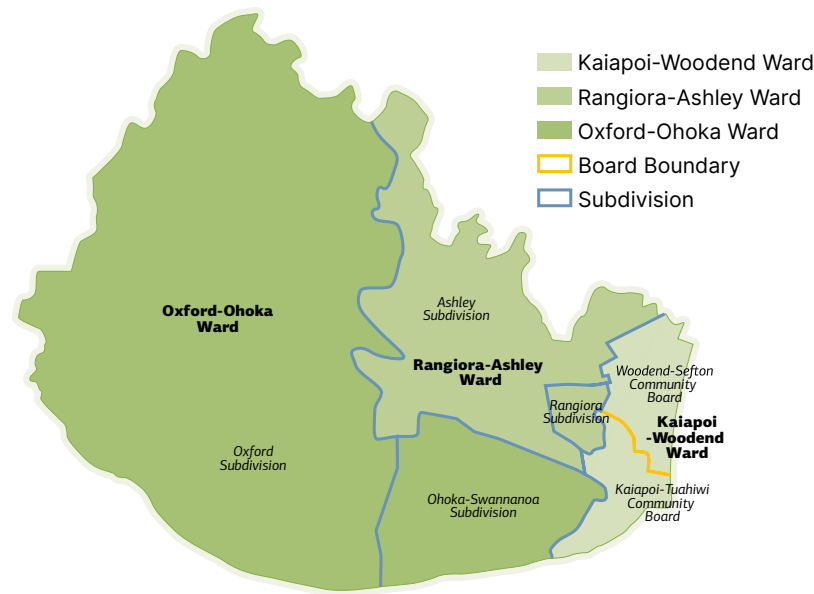 Kaiapoi-Woodend Ward
Rangiora-Ashley Ward
Oxford-Ohoka Ward
Board Boundary
Subdivision
Oxford-Ohoka
Ward
Ashley
Subdivision
Rangiora-Ashley
Ward
Woodend-Sefton
Community
Board
Rangiora
Subdivision
Kaiapoi
-Woodend
Ward
Oxford
Subdivision
Ohoka-Swannanoa
Subdivision
Kaiapoi-Tuahiwi
Community
Board